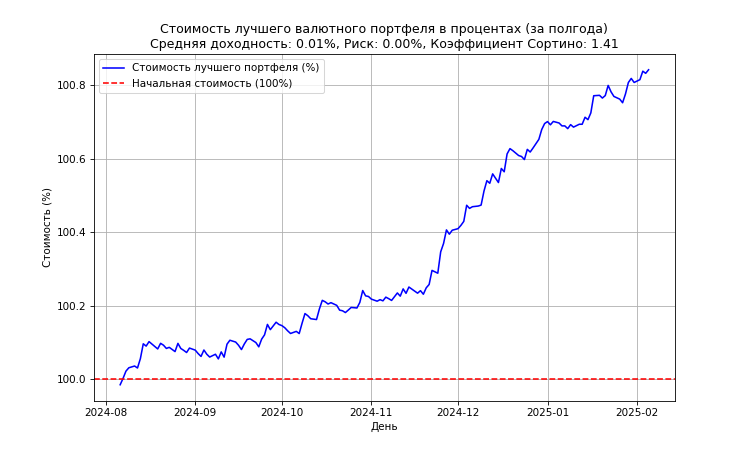 Стоимость лучшего валютного портфеля в процентах (за полгода)
Средняя доходность: 0.01%, Риск: 0.00%, Коэффициент Сортино: 1.41
Стоимость лучшего портфеля (%)
Начальная стоимость (100%)
Стоимость (%)
100.8
100.6
100.4
100.2
100.0
2024-08
2024-09
2024-10
2024-11
2024-12
2025-01
2025-02
День